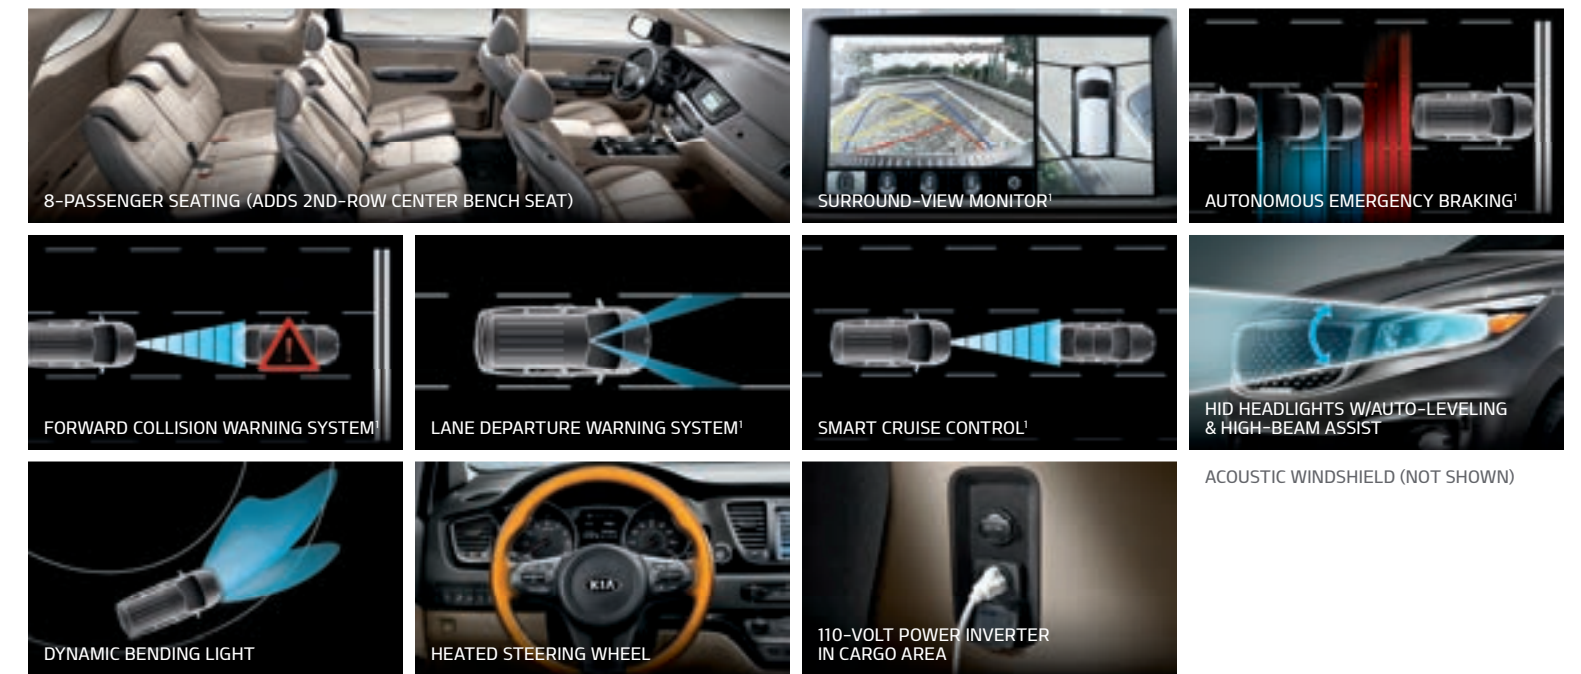 8-PASSENGER SEATING (ADDS 2ND-ROW CENTER BENCH SEAT)
SURROUND-VIEW MONITOR¹
AUTONOMOUS EMERGENCY BRAKING¹
FORWARD COLLISION WARNING SYSTEM¹
LANE DEPARTURE WARNING SYSTEM¹
SMART CRUISE CONTROL¹
HID HEADLIGHTS W/AUTO-LEVELING
& HIGH-BEAM ASSIST
DYNAMIC BENDING LIGHT
KIA
HEATED STEERING WHEEL
110-VOLT POWER INVERTER
IN CARGO AREA
ACOUSTIC WINDSHIELD (NOT SHOWN)